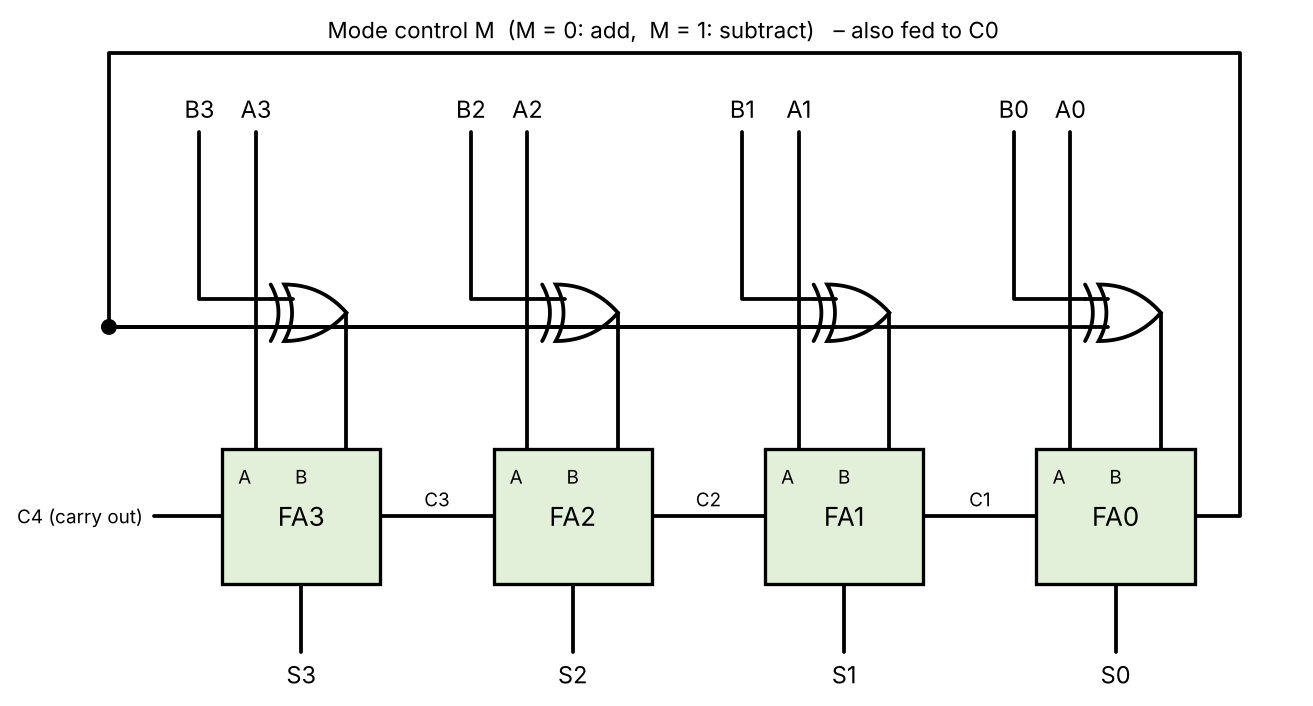 Mode control M (M = 0: add, M = 1: subtract) – also fed to C0
B3 A3 B2 A2 B1 A1 B0 A0
A B A B A B A B
C3 C2 C1
C4 (carry out) FA3 FA2 FA1 FA0
S3 S2 S1 S0